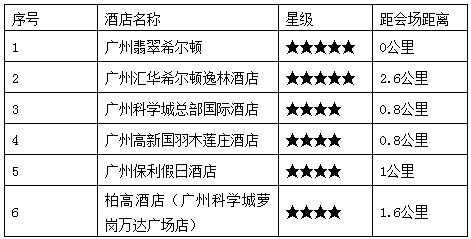 序号 酒店名称 星级 距会场距离
1 广州翡翠希尔顿 ★★★★★ 0公里
2 广州汇华希尔顿逸林酒店 ★★★★★ 2.6公里
3 广州科学城总部国际酒店 ★★★★ 0.8公里
4 广州高新国羽木莲庄酒店 ★★★★ 0.8公里
5 广州保利假日酒店 ★★★★ 1公里
6 柏高酒店（广州科学城萝 ★★★★ 1.6公里
岗万达广场店）